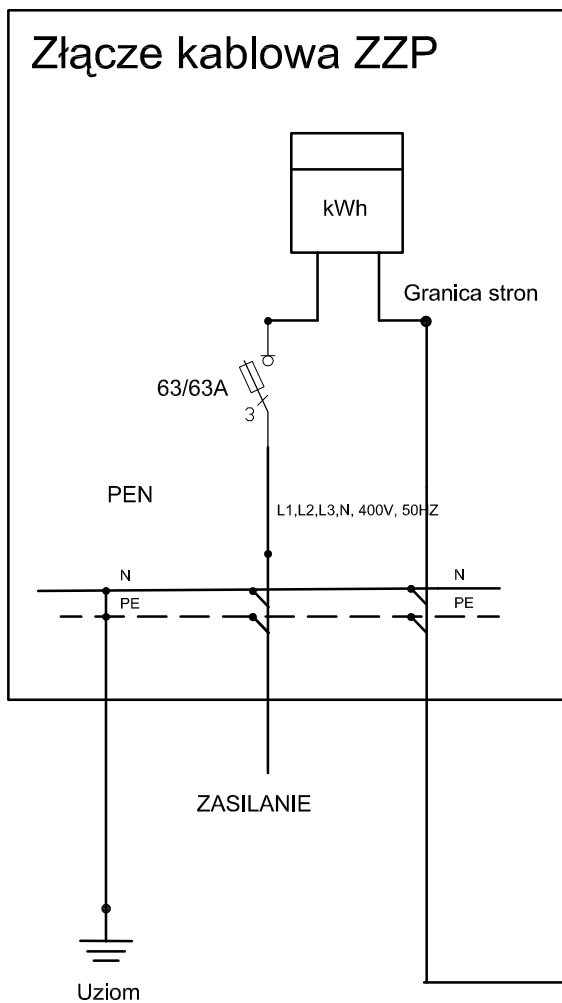 Złącze kablowa ZZP
kWh
Granica stron
63/63A
3
PEN
L1,L2,L3,N, 400V, 50HZ
N
N
PE
PE
ZASILANIE
Uziom